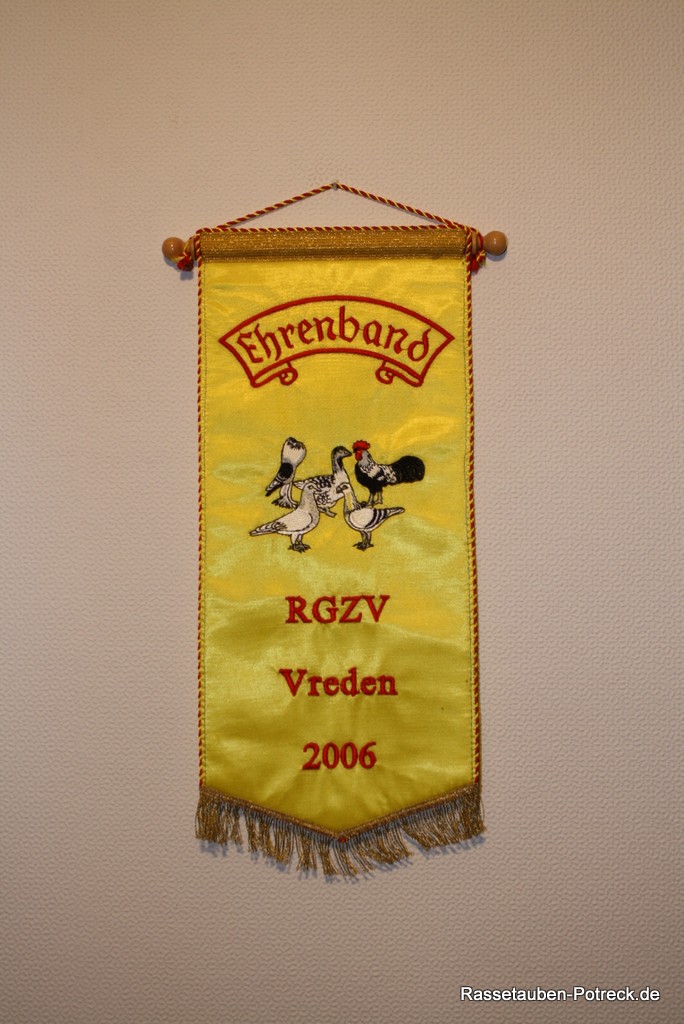 Ehrenband
RGZV
Vreden
2006
Rassetauben-Potreck.de